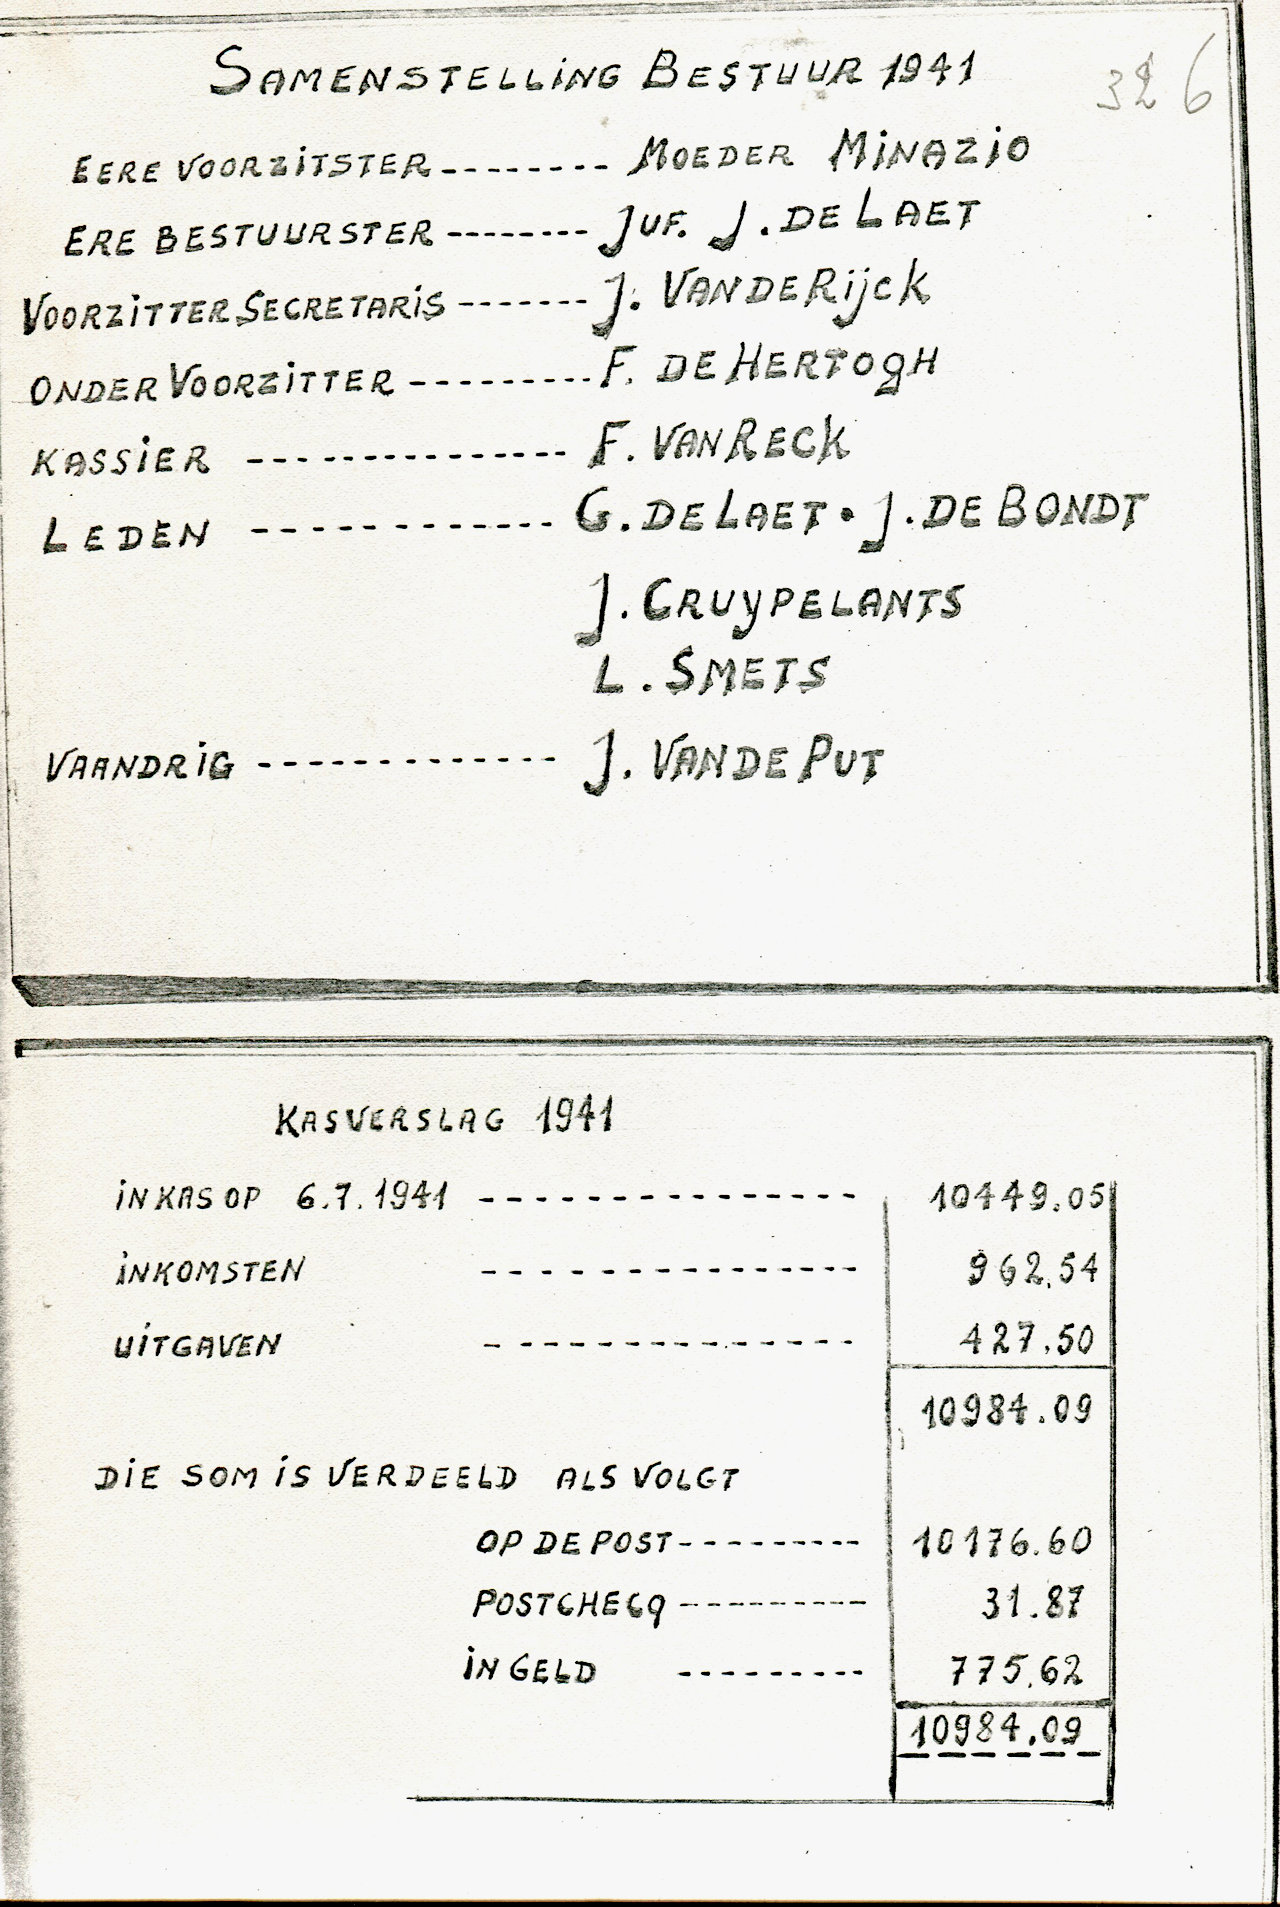 SAMENSTELLING BESTUUR 1941
EERE VOORZITSTER-------- MOEDER MINAZIO
ERE BESTUURSTER-------- JUF. J. DE LAET
VOORZITTER SECRETARIS ------- J. VANDERIJCK
ONDER VOORZITTER ---------- F. DE HERTOGH
KASSIER -------------- F. VAN RECK
LEDEN ------------ G. DE LAET • J. DE BONDT
J. CRUYPELANTS
L. SMETS
VAANDRIG ------------- J. VANDE PUT
KASVERSLAG 1941
IN KAS OP 6.7.1941 --------------- 10449.05
INKOMSTEN --------------- 962.54
UITGAVEN -------------- 427.50
10984.09
DIE SOM IS VERDEELD ALS VOLGT
OP DE POST--------- 10176.60
POSTCHECQ --------- 31.87
IN GELD --------- 775.62
10984.09